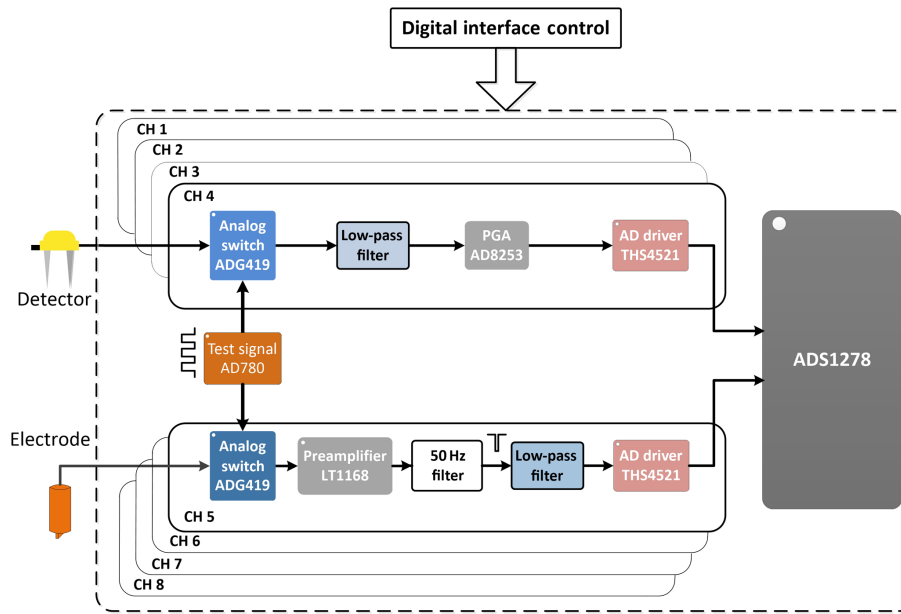 Digital interface control
CH 1
CH 2
CH 3
CH 4
Analog
switch
ADG419
Low-pass
filter
PGA
AD8253
AD driver
THS4521
Detector
Test signal
AD780
ADS1278
Electrode
Analog
switch
ADG419
Preamplifier
LT1168
50 Hz
filter
Low-pass
filter
AD driver
THS4521
CH 5
CH 6
CH 7
CH 8